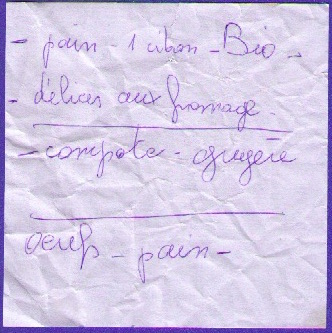 - pain - 1 citron - Bio -
- délices aux fromage -
- compote - gruyère
oeufs - pain -